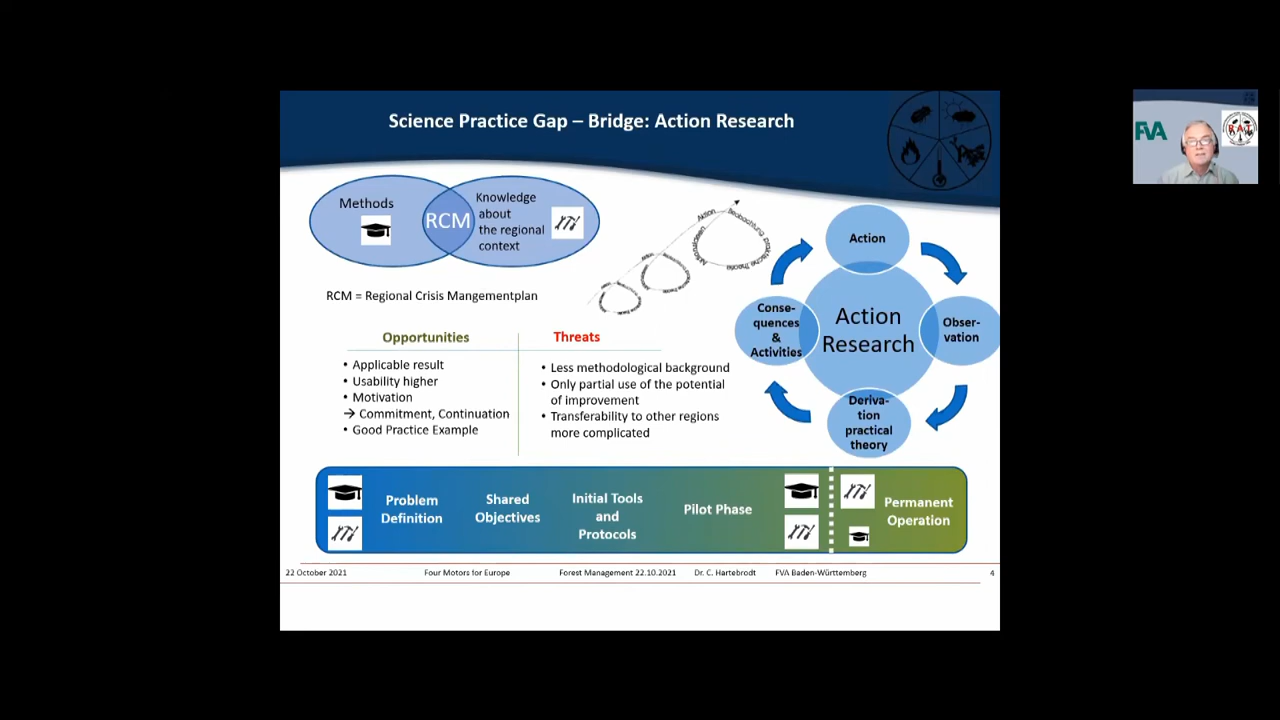 Science Practice Gap – Bridge: Action Research
FVA
Methods
RCM
Knowledge
about
the regional
context
RCM = Regional Crisis Mangementplan
Aktion
Beobachtung
praktische Theorie
Opportunities
Threats
• Applicable result
• Usability higher
• Motivation
→ Commitment, Continuation
• Good Practice Example
• Less methodological background
• Only partial use of the potential
of improvement
• Transferability to other regions
more complicated
Action
Obser-
vation
Deriva-
tion
practical
theory
Conse-
quences
&
Activities
Action
Research
Problem
Definition
Shared
Objectives
Initial Tools
and
Protocols
Pilot Phase
Permanent
Operation
22 October 2021
Four Motors for Europe
Forest Management 22.10.2021
Dr. C. Hartebrodt
FVA Baden-Württemberg
4